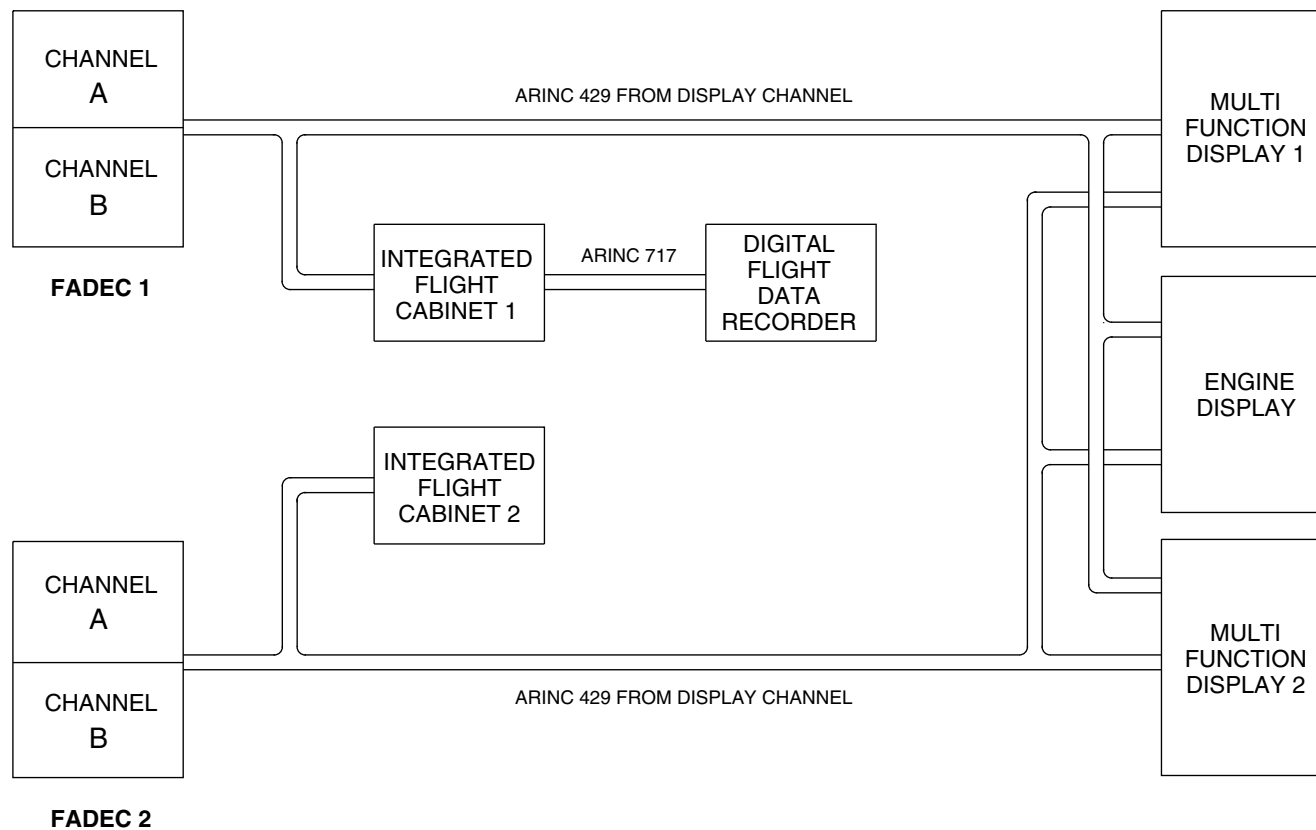 CHANNEL
A
CHANNEL
B
FADEC 1
ARINC 429 FROM DISPLAY CHANNEL
MULTI
FUNCTION
DISPLAY 1
INTEGRATED
FLIGHT
CABINET 1
ARINC 717
DIGITAL
FLIGHT
DATA
RECORDER
ENGINE
DISPLAY
INTEGRATED
FLIGHT
CABINET 2
CHANNEL
A
CHANNEL
B
FADEC 2
ARINC 429 FROM DISPLAY CHANNEL
MULTI
FUNCTION
DISPLAY 2